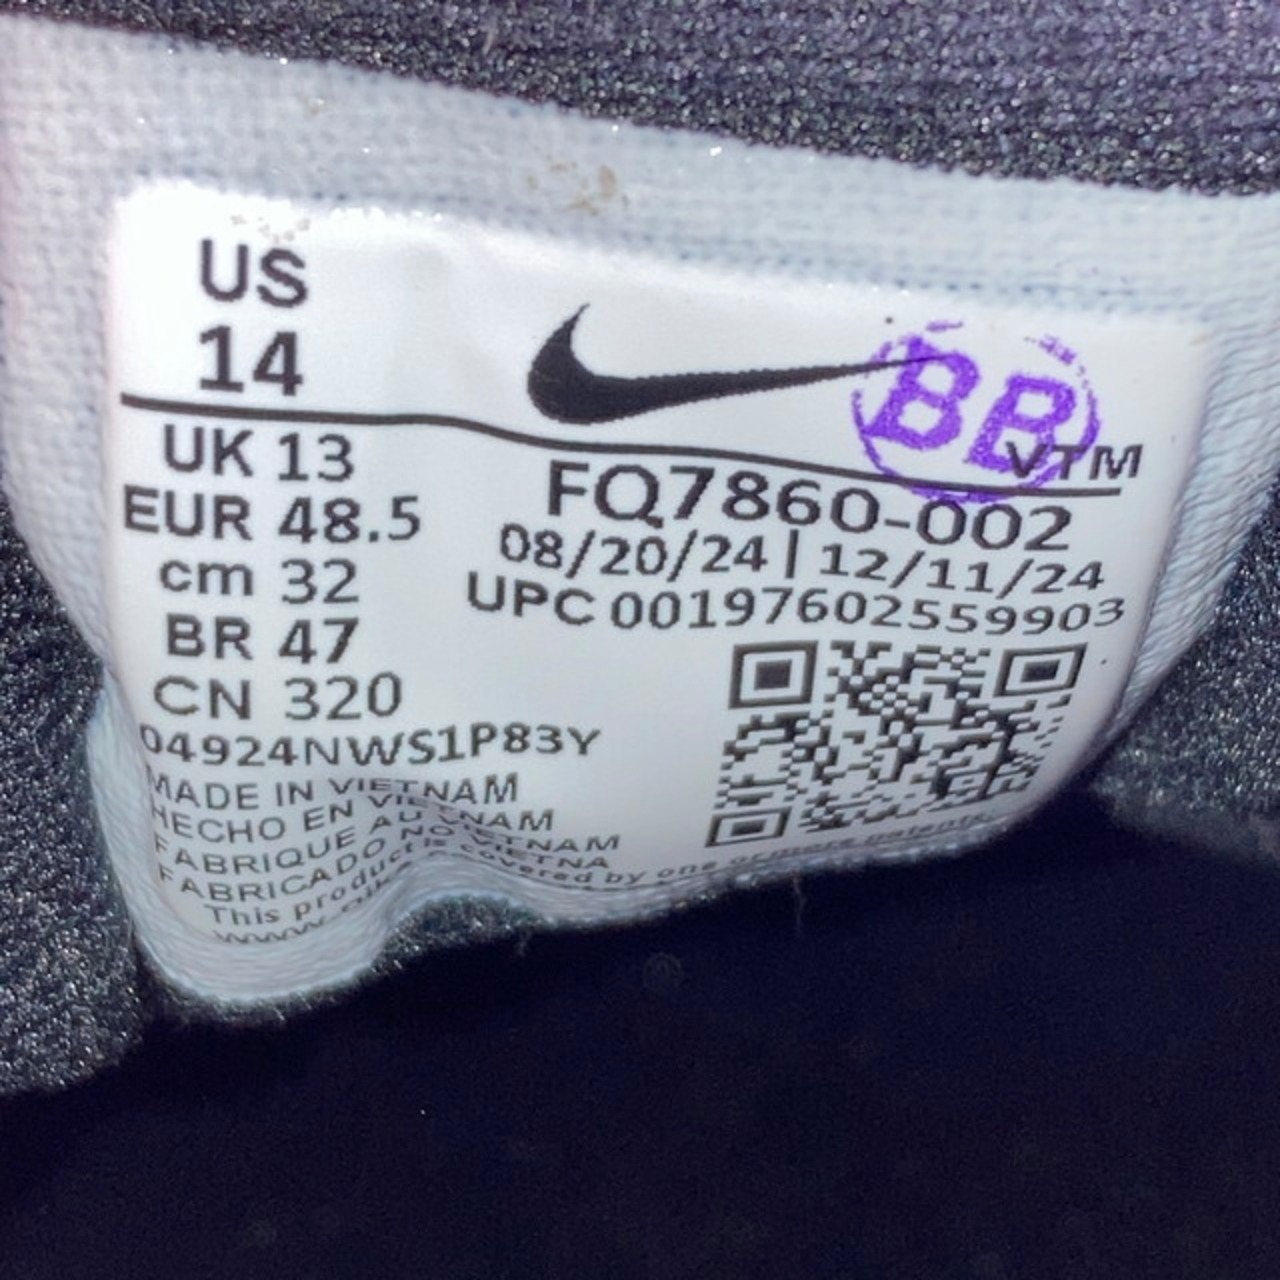 US
14
BB
VTM
UK 13
EUR 48.5
cm 32
BR 47
CN 320
FQ7860-002
08/20/24 | 12/11/24
UPC 00197602559903
04924NWS1P83Y
MADE IN VIETNAM
HECHO EN VIETNAM
FABRIQUE AU VIETNAM
FABRICADO NO VIETNA
This product is covered by one or more patents.